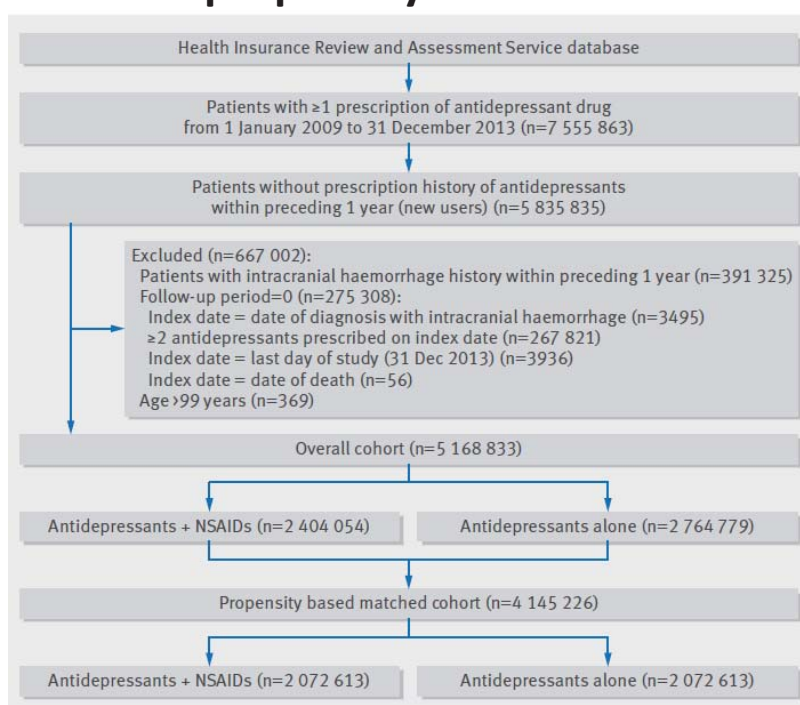 Health Insurance Review and Assessment Service database
Patients with ≥1 prescription of antidepressant drug
from 1 January 2009 to 31 December 2013 (n=7 555 863)
Patients without prescription history of antidepressants
within preceding 1 year (new users) (n=5 835 835)
Excluded (n=667 002):
Patients with intracranial haemorrhage history within preceding 1 year (n=391 325)
Follow-up period=0 (n=275 308):
Index date = date of diagnosis with intracranial haemorrhage (n=3495)
≥2 antidepressants prescribed on index date (n=267 821)
Index date = last day of study (31 Dec 2013) (n=3936)
Index date = date of death (n=56)
Age >99 years (n=369)
Overall cohort (n=5 168 833)
Antidepressants + NSAIDs (n=2 404 054)
Antidepressants alone (n=2 764 779)
Propensity based matched cohort (n=4 145 226)
Antidepressants + NSAIDs (n=2 072 613)
Antidepressants alone (n=2 072 613)